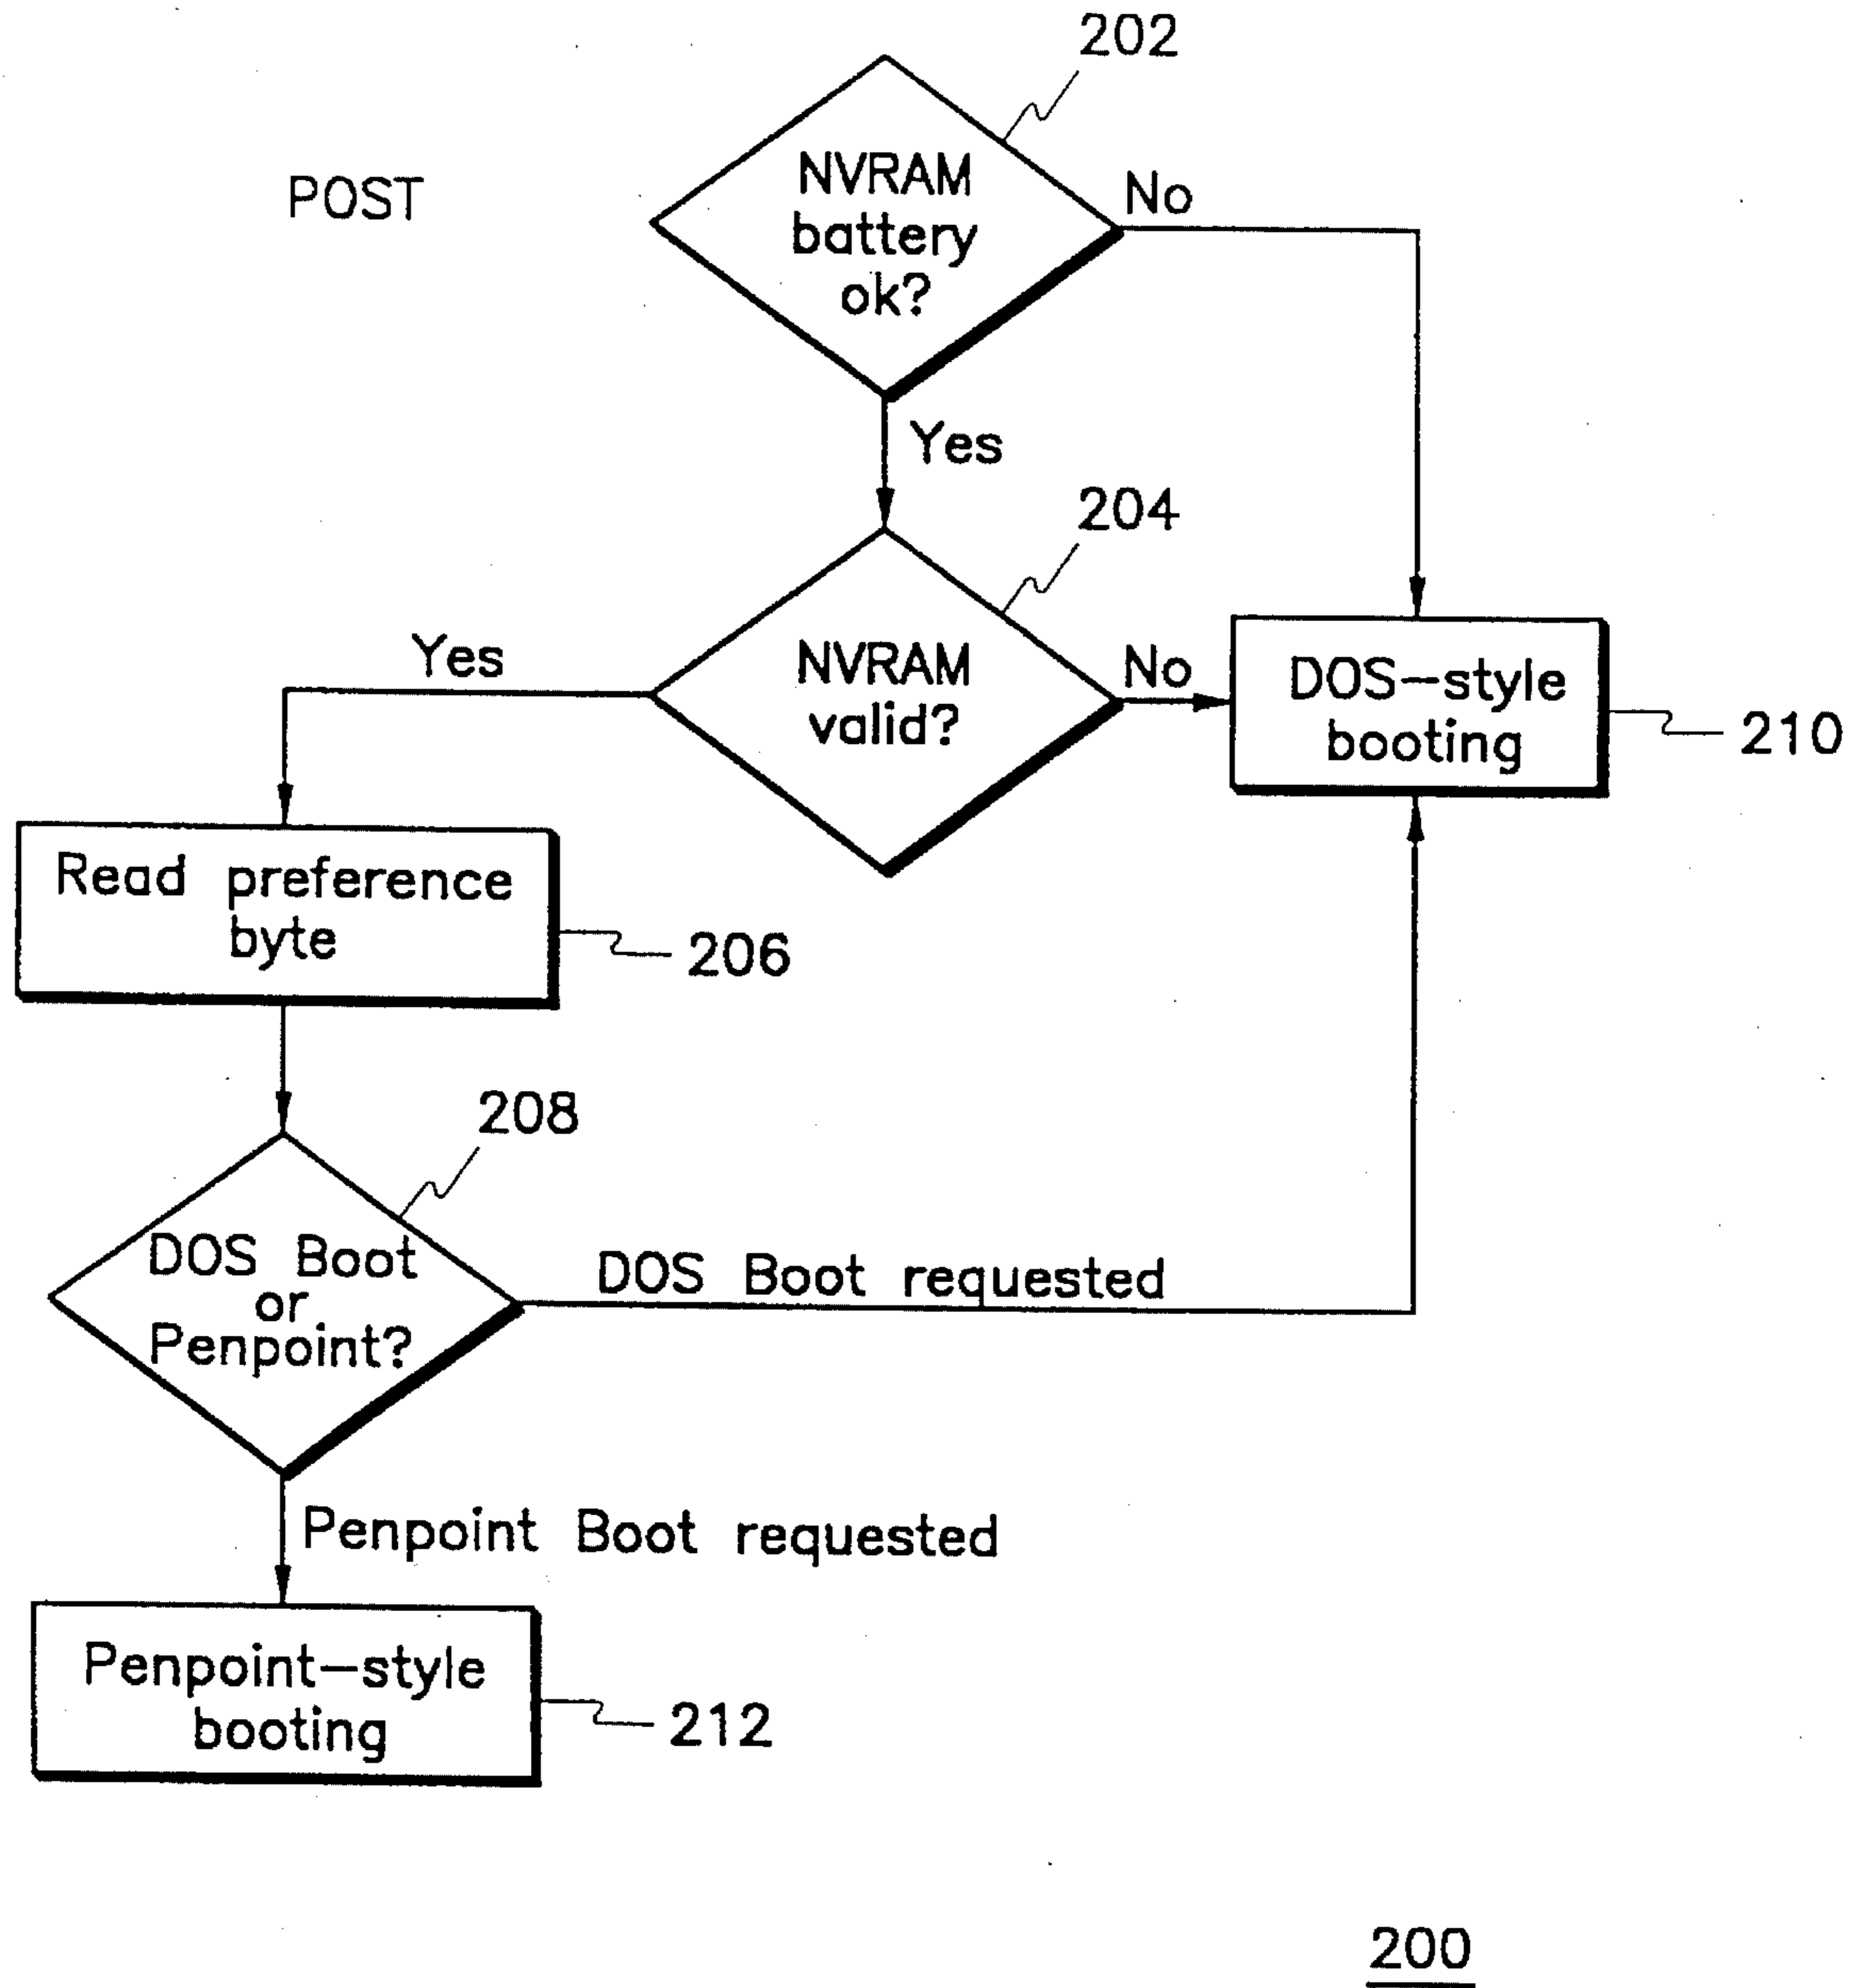 202
POST
NVRAM
battery
ok?
No
Yes
204
Yes
NVRAM
valid?
No
DOS-style
booting
210
Read preference
byte
206
208
DOS Boot
or
Penpoint?
DOS Boot requested
Penpoint Boot requested
Penpoint-style
booting
212
200